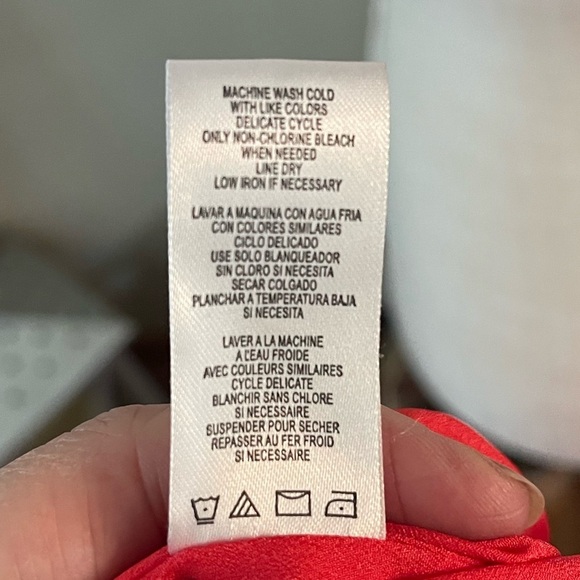 MACHINE WASH COLD
WITH LIKE COLORS
DELICATE CYCLE
ONLY NON-CHLORINE BLEACH
WHEN NEEDED
LINE DRY
LOW IRON IF NECESSARY
LAVAR A MAQUINA CON AGUA FRIA
CON COLORES SIMILARES
CICLO DELICADO
USE SOLO BLANQUEADOR
SIN CLORO SI NECESITA
SECAR COLGADO
PLANCHAR A TEMPERATURA BAJA
SI NECESITA
LAVER A LA MACHINE
A L'EAU FROIDE
AVEC COULEURS SIMILAIRES
CYCLE DELICATE
BLANCHIR SANS CHLORE
SI NECESSAIRE
SUSPENDER POUR SECHER
REPASSER AU FER FROID
SI NECESSAIRE